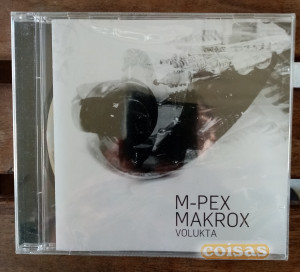 M-PEX
MAKROX
VOLUKTA
coisas